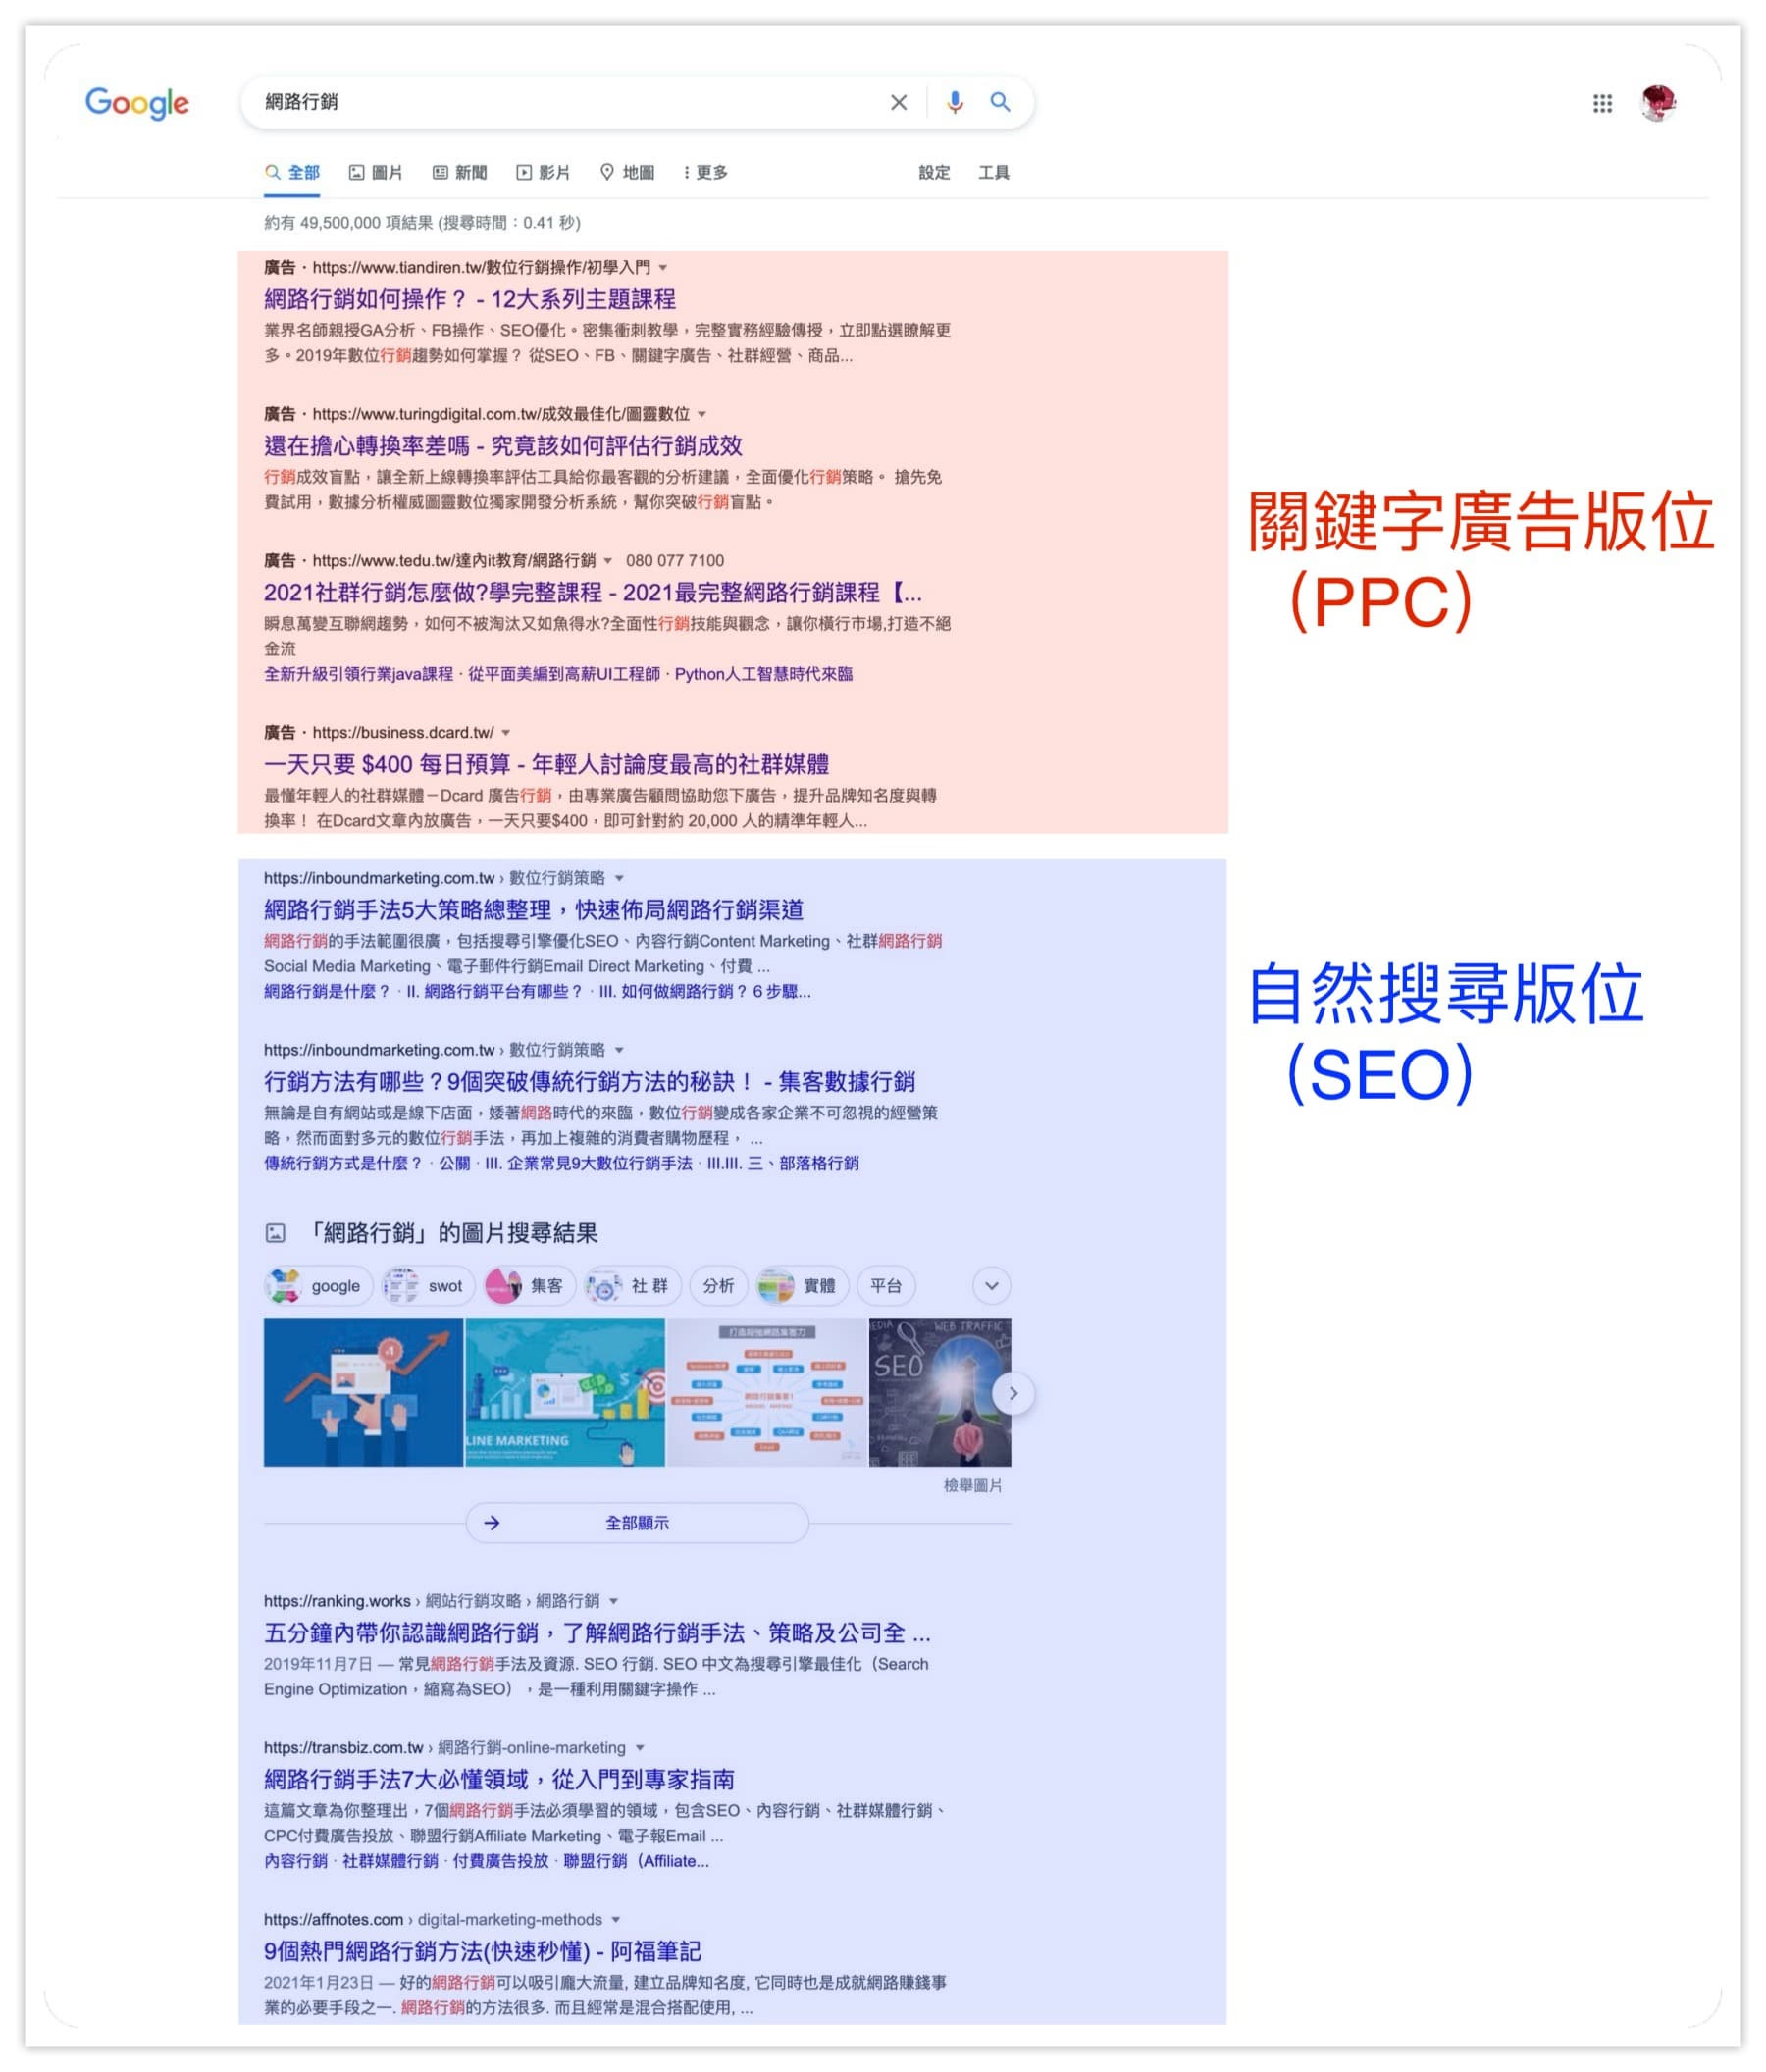 Google
網路行銷
全部 圖片 新聞 影片 地圖 更多 設定 工具
約有 49,500,000 項結果 (搜尋時間：0.41 秒)
廣告 · https://www.tiandiren.tw/數位行銷操作/初學入門
網路行銷如何操作？ - 12大系列主題課程
業界名師親授GA分析、FB操作、SEO優化。密集衝刺教學，完整實務經驗傳授，立即點選瞭解更
多。2019年數位行銷趨勢如何掌握？ 從SEO、FB、關鍵字廣告、社群經營、商品...
廣告 · https://www.turingdigital.com.tw/成效最佳化/圖靈數位
還在擔心轉換率差嗎 - 究竟該如何評估行銷成效
行銷成效盲點，讓全新上線轉換率評估工具給你最客觀的分析建議，全面優化行銷策略。 搶先免
費試用，數據分析權威圖靈數位獨家開發分析系統，幫你突破行銷盲點。
關鍵字廣告版位
（PPC）
廣告 · https://www.tedu.tw/達內it教育/網路行銷 080 077 7100
2021社群行銷怎麼做?學完整課程 - 2021最完整網路行銷課程【...
瞬息萬變互聯網趨勢，如何不被淘汰又如魚得水?全面性行銷技能與觀念，讓你橫行市場,打造不絕
金流
全新升級引領行業java課程 · 從平面美編到高薪UI工程師 · Python人工智慧時代來臨
廣告 · https://business.dcard.tw/
一天只要 $400 每日預算 - 年輕人討論度最高的社群媒體
最懂年輕人的社群媒體－Dcard 廣告行銷，由專業廣告顧問協助您下廣告，提升品牌知名度與轉
換率！ 在Dcard文章內放廣告，一天只要$400，即可針對約 20,000 人的精準年輕人...
https://inboundmarketing.com.tw › 數位行銷策略
網路行銷手法5大策略總整理，快速佈局網路行銷渠道
網路行銷的手法範圍很廣，包括搜尋引擎優化SEO、內容行銷Content Marketing、社群網路行銷
Social Media Marketing、電子郵件行銷Email Direct Marketing、付費 ...
網路行銷是什麼？ · II. 網路行銷平台有哪些？ · III. 如何做網路行銷？6 步驟...
自然搜尋版位
（SEO）
https://inboundmarketing.com.tw › 數位行銷策略
行銷方法有哪些？9個突破傳統行銷方法的秘訣！ - 集客數據行銷
無論是自有網站或是線下店面，婑著網路時代的來臨，數位行銷變成各家企業不可忽視的經營策
略，然而面對多元的數位行銷手法，再加上複雜的消費者購物歷程， ...
傳統行銷方式是什麼？ · 公關 · III. 企業常見9大數位行銷手法 · III.III. 三、部落格行銷
「網路行銷」的圖片搜尋結果
google swot 集客 社 群 分析 實體 平台
打造超強網路集客力
LINE MARKETING
WEB TRAFFIC
SEO
檢舉圖片
全部顯示
https://ranking.works › 網站行銷攻略 › 網路行銷
五分鐘內帶你認識網路行銷，了解網路行銷手法、策略及公司全 ...
2019年11月7日 — 常見網路行銷手法及資源. SEO 行銷. SEO 中文為搜尋引擎最佳化（Search
Engine Optimization，縮寫為SEO），是一種利用關鍵字操作 ...
https://transbiz.com.tw › 網路行銷-online-marketing
網路行銷手法7大必懂領域，從入門到專家指南
這篇文章為你整理出，7個網路行銷手法必須學習的領域，包含SEO、內容行銷、社群媒體行銷、
CPC付費廣告投放、聯盟行銷Affiliate Marketing、電子報Email ...
內容行銷 · 社群媒體行銷 · 付費廣告投放 · 聯盟行銷（Affiliate...
https://affnotes.com › digital-marketing-methods
9個熱門網路行銷方法(快速秒懂) - 阿福筆記
2021年1月23日 — 好的網路行銷可以吸引龐大流量, 建立品牌知名度, 它同時也是成就網路賺錢事
業的必要手段之一. 網路行銷的方法很多. 而且經常是混合搭配使用, ...